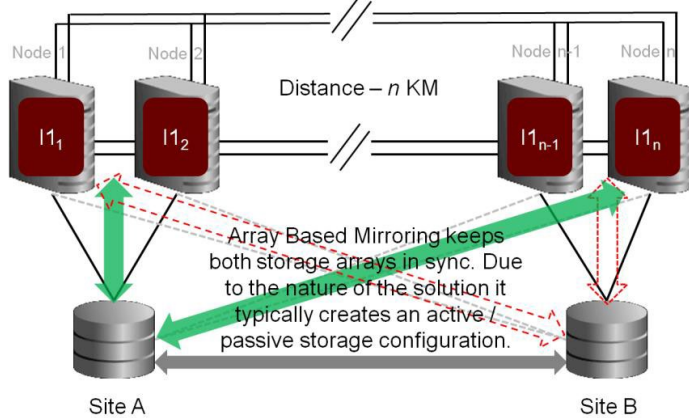 Node 1
Node 2
Node n-1
Node n
Distance – n KM
I1₁
I1₂
I1ₙ₋₁
I1ₙ
Array Based Mirroring keeps
both storage arrays in sync. Due
to the nature of the solution it
typically creates an active /
passive storage configuration.
Site A
Site B